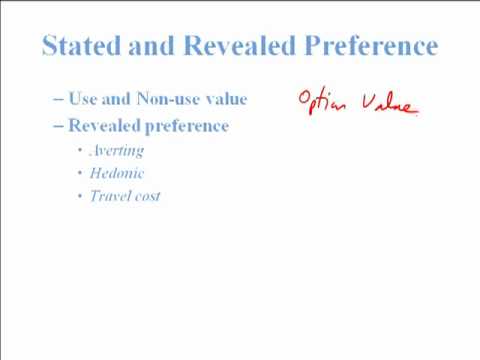 Stated and Revealed Preference
– Use and Non-use value
Option Value
– Revealed preference
• Averting
• Hedonic
• Travel cost